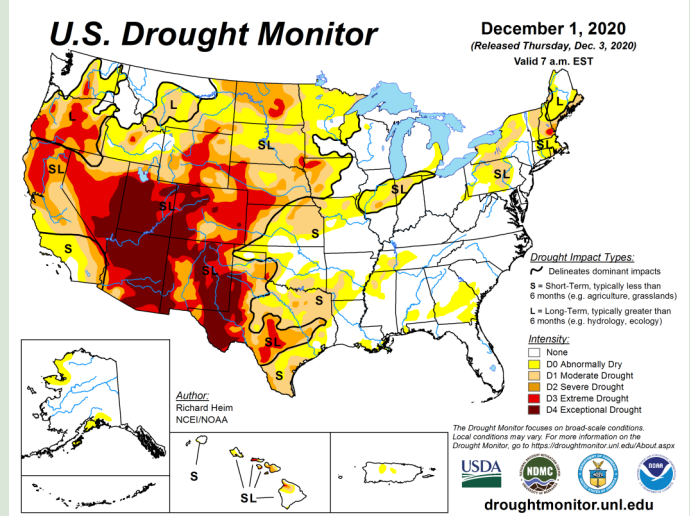 U.S. Drought Monitor
December 1, 2020
(Released Thursday, Dec. 3, 2020)
Valid 7 a.m. EST
L
L
L
SL
SL
SL
SL
SL
SL
S
S
SL
S
SL
S
Drought Impact Types:
Delineates dominant impacts
S = Short-Term, typically less than
6 months (e.g. agriculture, grasslands)
L = Long-Term, typically greater than
6 months (e.g. hydrology, ecology)
Intensity:
None
D0 Abnormally Dry
D1 Moderate Drought
D2 Severe Drought
D3 Extreme Drought
D4 Exceptional Drought
Author:
Richard Heim
NCEI/NOAA
S
SL
The Drought Monitor focuses on broad-scale conditions.
Local conditions may vary. For more information on the
Drought Monitor, go to https://droughtmonitor.unl.edu/About.aspx
USDA
NDMC
NOAA
droughtmonitor.unl.edu